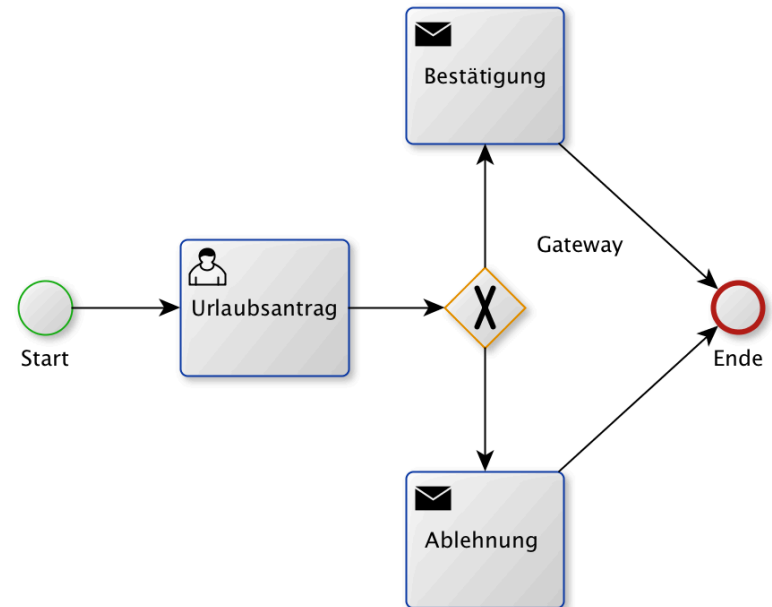 Bestätigung
Gateway
Urlaubsantrag
Start
Ende
Ablehnung